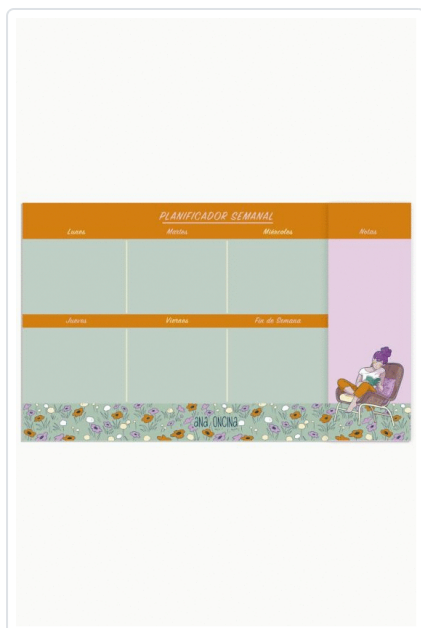 PLANIFICADOR SEMANAL
Lunes Martes Miércoles Notas
Jueves Viernes Fin de Semana
ANA ONCINA